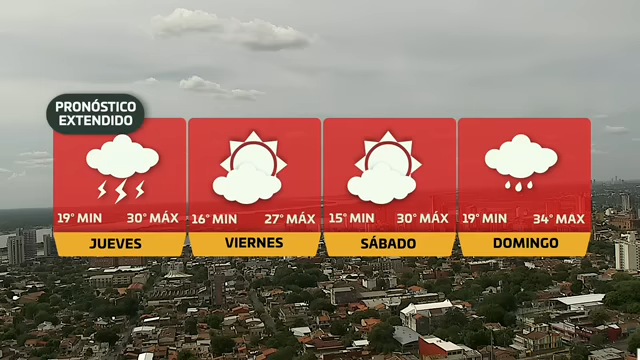 PRONÓSTICO
EXTENDIDO
19° MIN 30° MÁX
JUEVES
16° MIN 27° MÁX
VIERNES
15° MIN 30° MÁX
SÁBADO
19° MIN 34° MÁX
DOMINGO